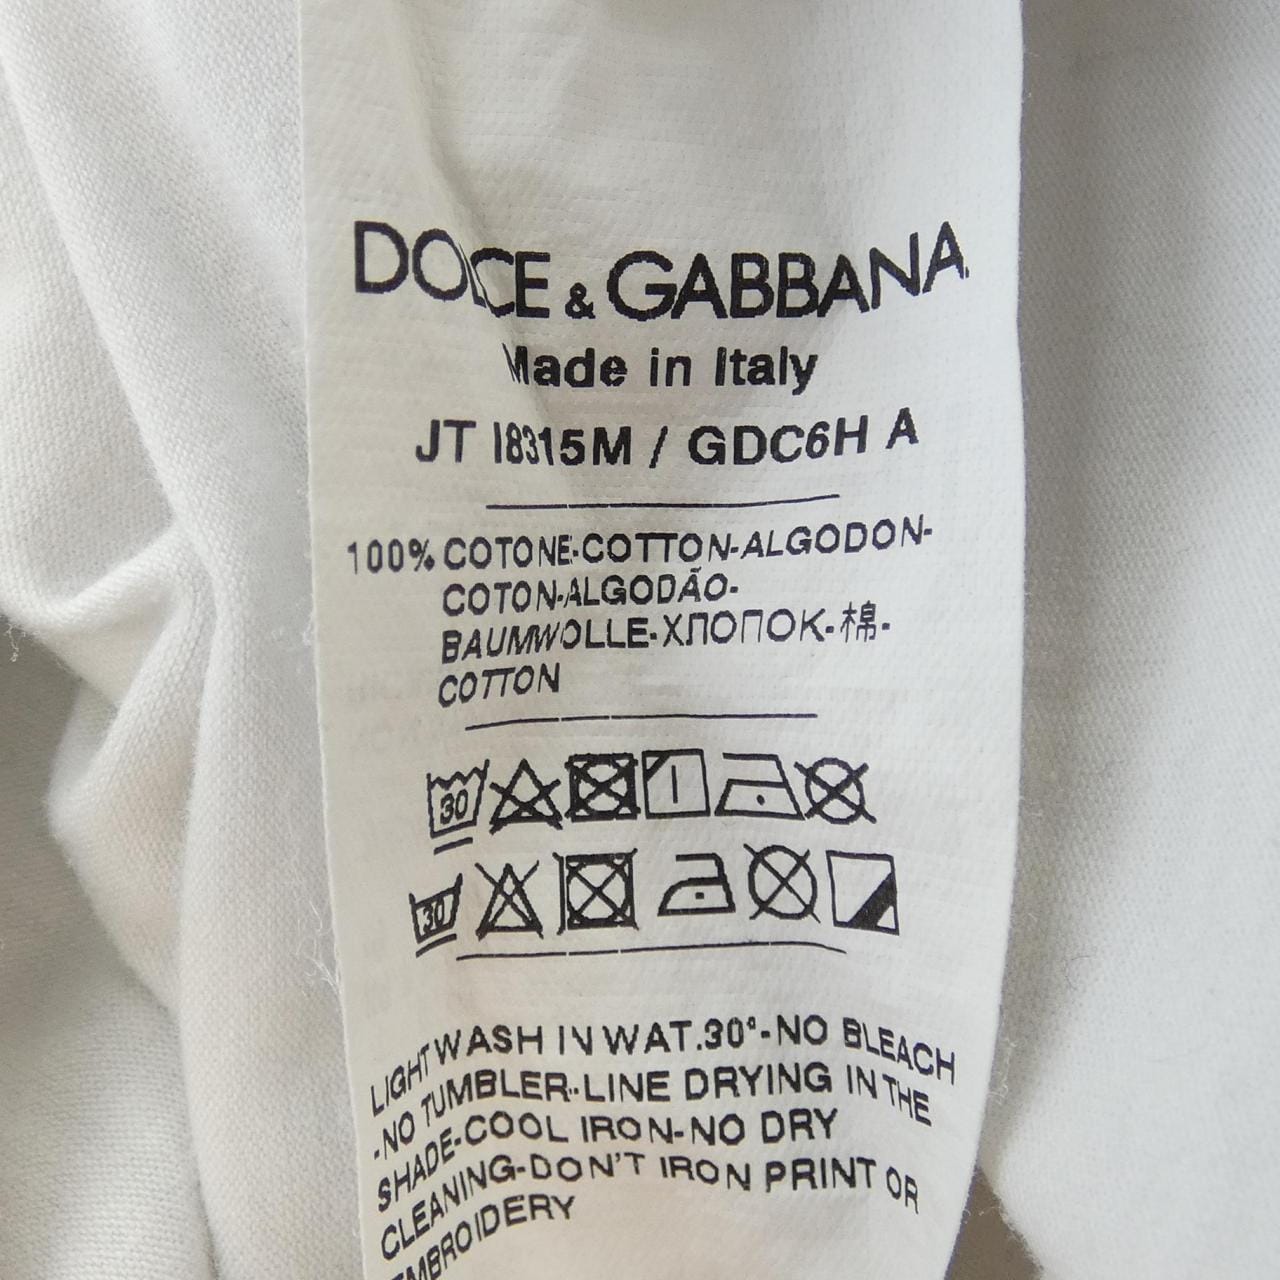 DOLCE & GABBANA
Made in Italy
JT I8315M / GDC6H A
100% COTONE-COTTON-ALGODON-
COTON-ALGODÃO-
BAUMWOLLE-ХЛОПОК-棉-
COTTON
30
30
LIGHT WASH IN WAT.30°-NO BLEACH
-NO TUMBLER-LINE DRYING IN THE
SHADE-COOL IRON-NO DRY
CLEANING-DON'T IRON PRINT OR
EMBROIDERY